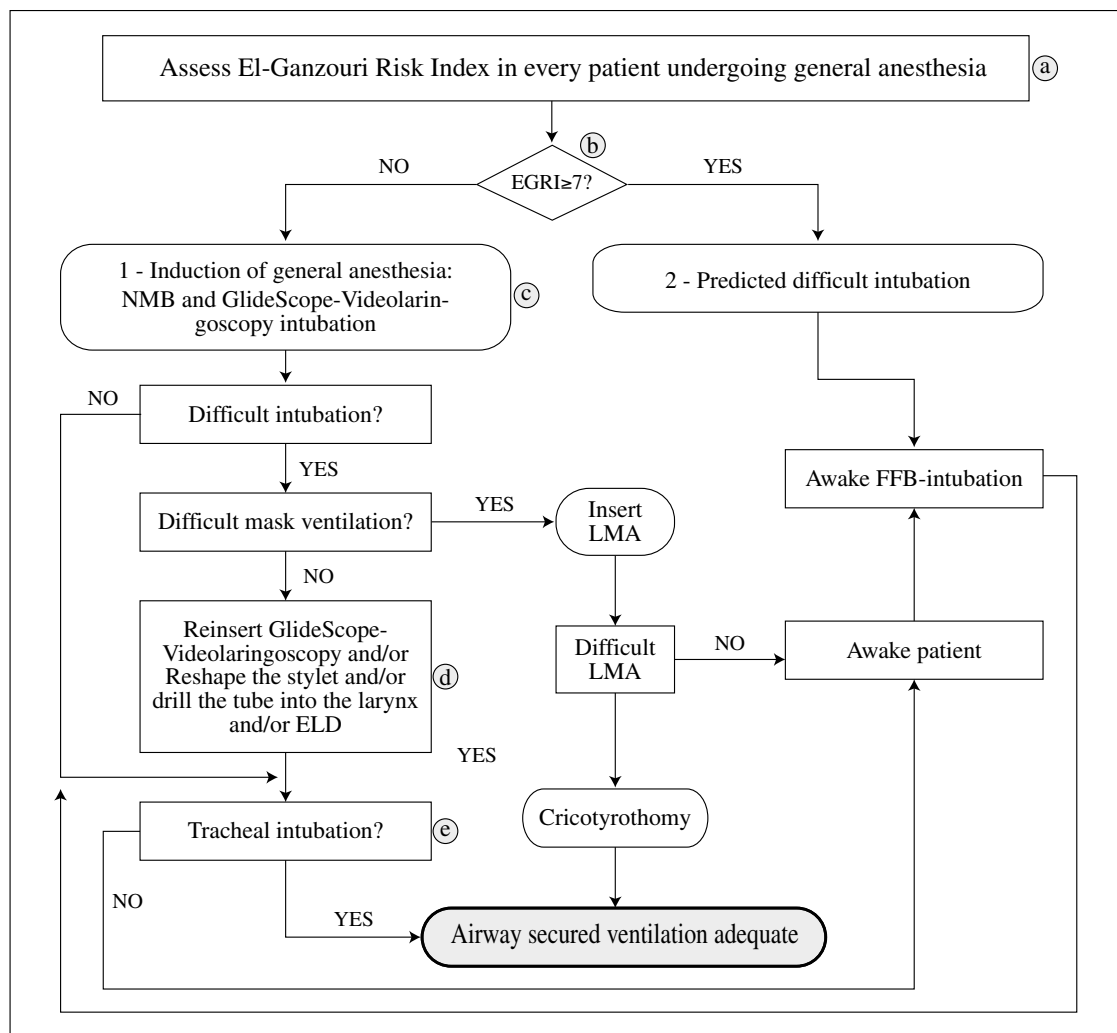 Assess El-Ganzouri Risk Index in every patient undergoing general anesthesia
a
b
NO
EGRI≥7?
YES
1 - Induction of general anesthesia:
NMB and GlideScope-Videolarin-
goscopy intubation
c
2 - Predicted difficult intubation
NO
Difficult intubation?
YES
Awake FFB-intubation
Difficult mask ventilation?
YES
Insert
LMA
NO
Reinsert GlideScope-
Videolaringoscopy and/or
Reshape the stylet and/or
drill the tube into the larynx
and/or ELD
d
Difficult
LMA
NO
Awake patient
YES
Cricotyrothomy
Tracheal intubation?
e
NO
YES
Airway secured ventilation adequate